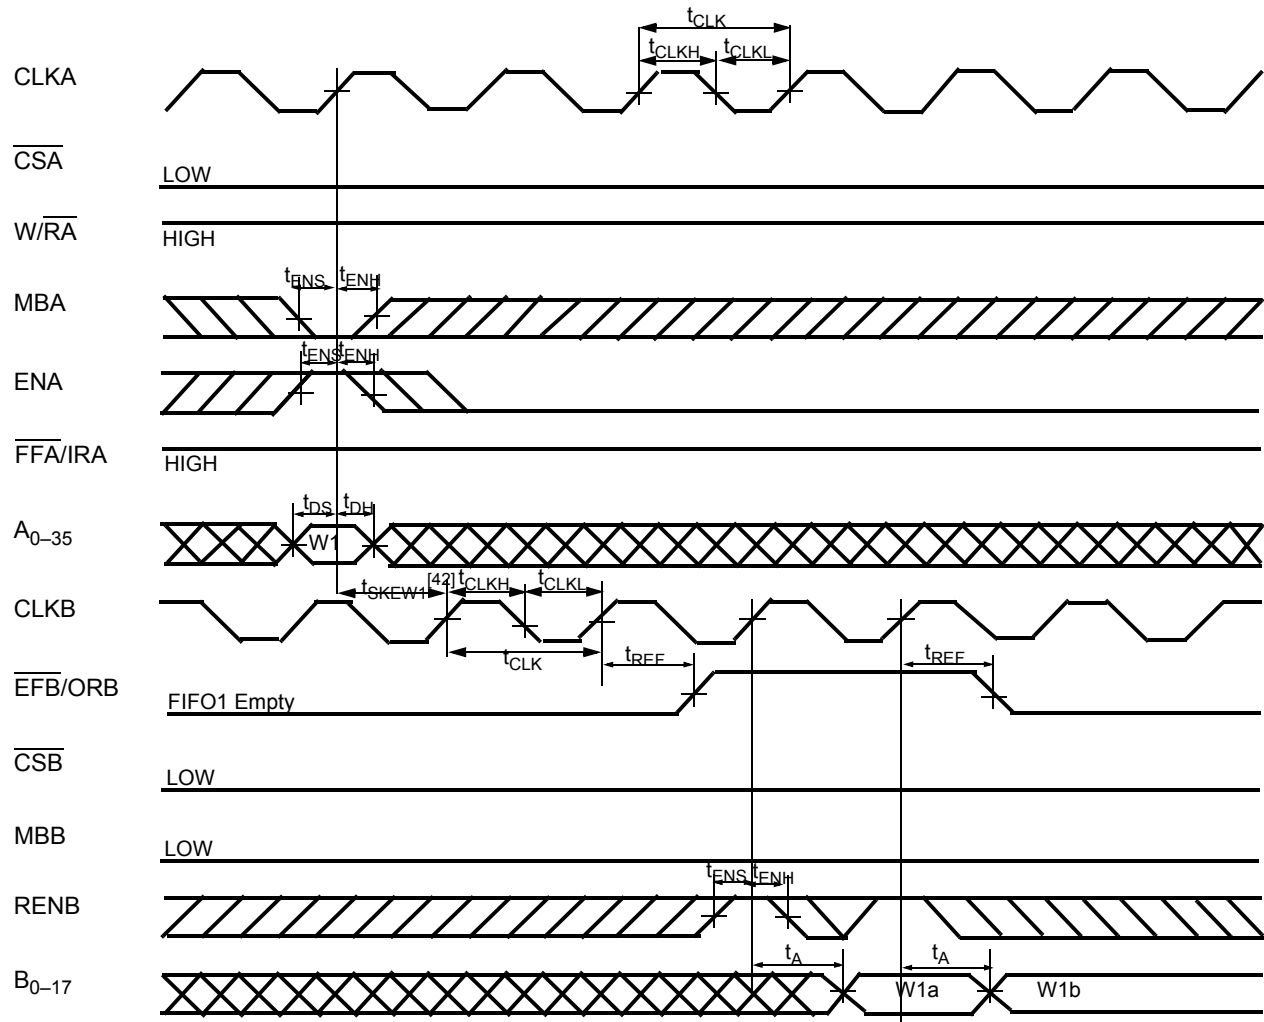 tCLK
tCLKH tCLKL
CLKA
CSA
LOW
W/RA
HIGH
tENS tENH
MBA
tENS tENH
ENA
FFA/IRA
HIGH
tDS tDH
A0–35
W1
tSKEW1[42] tCLKH tCLKL
CLKB
tCLK tREF tREF
EFB/ORB
FIFO1 Empty
CSB
LOW
MBB
LOW
tENS tENH
RENB
tA tA
B0–17
W1a W1b